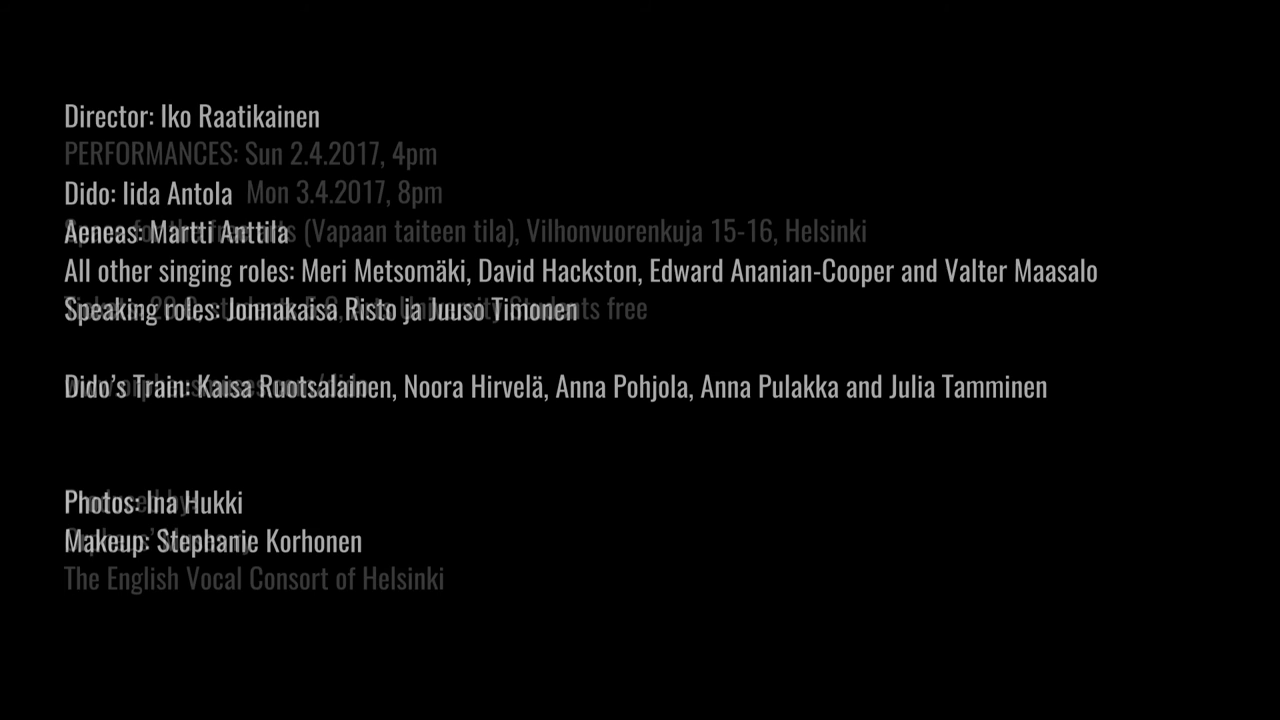 Director: Iko Raatikainen
PERFORMANCES: Sun 2.4.2017, 4pm
Dido: Iida Antola
Mon 3.4.2017, 8pm
Aeneas: Martti Anttila
(Vapaan taiteen tila), Vilhonvuorenkuja 15-16, Helsinki
All other singing roles: Meri Metsomäki, David Hackston, Edward Ananian-Cooper and Valter Maasalo
Speaking roles: Jonnakaisa Risto ja Juuso Timonen
free
Dido's Train: Kaisa Ruotsalainen, Noora Hirvelä, Anna Pohjola, Anna Pulakka and Julia Tamminen
Photos: Ina Hukki
Makeup: Stephanie Korhonen
The English Vocal Consort of Helsinki